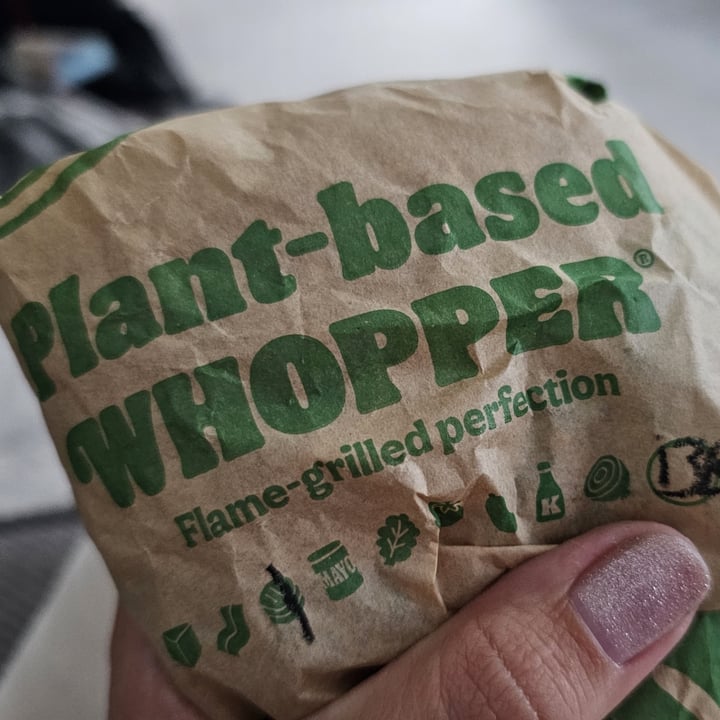 Plant-based
WHOPPER®
Flame-grilled perfection
MAYO
K